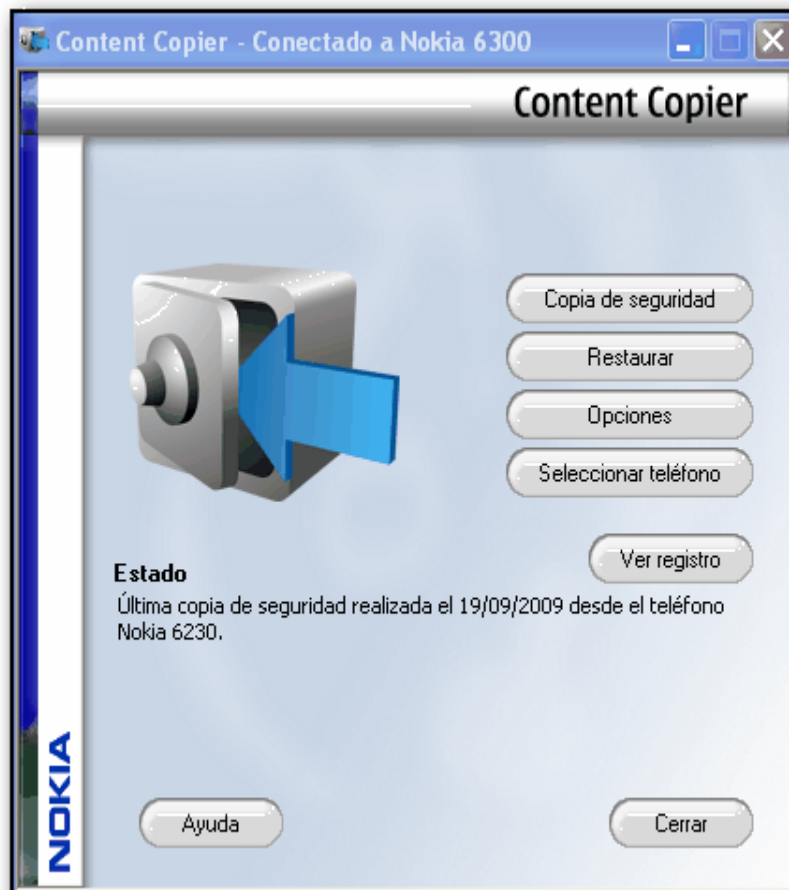 Content Copier - Conectado a Nokia 6300
Content Copier
Copia de seguridad
Restaurar
Opciones
Seleccionar teléfono
Ver registro
Estado
Última copia de seguridad realizada el 19/09/2009 desde el teléfono
Nokia 6230.
NOKIA
Ayuda
Cerrar